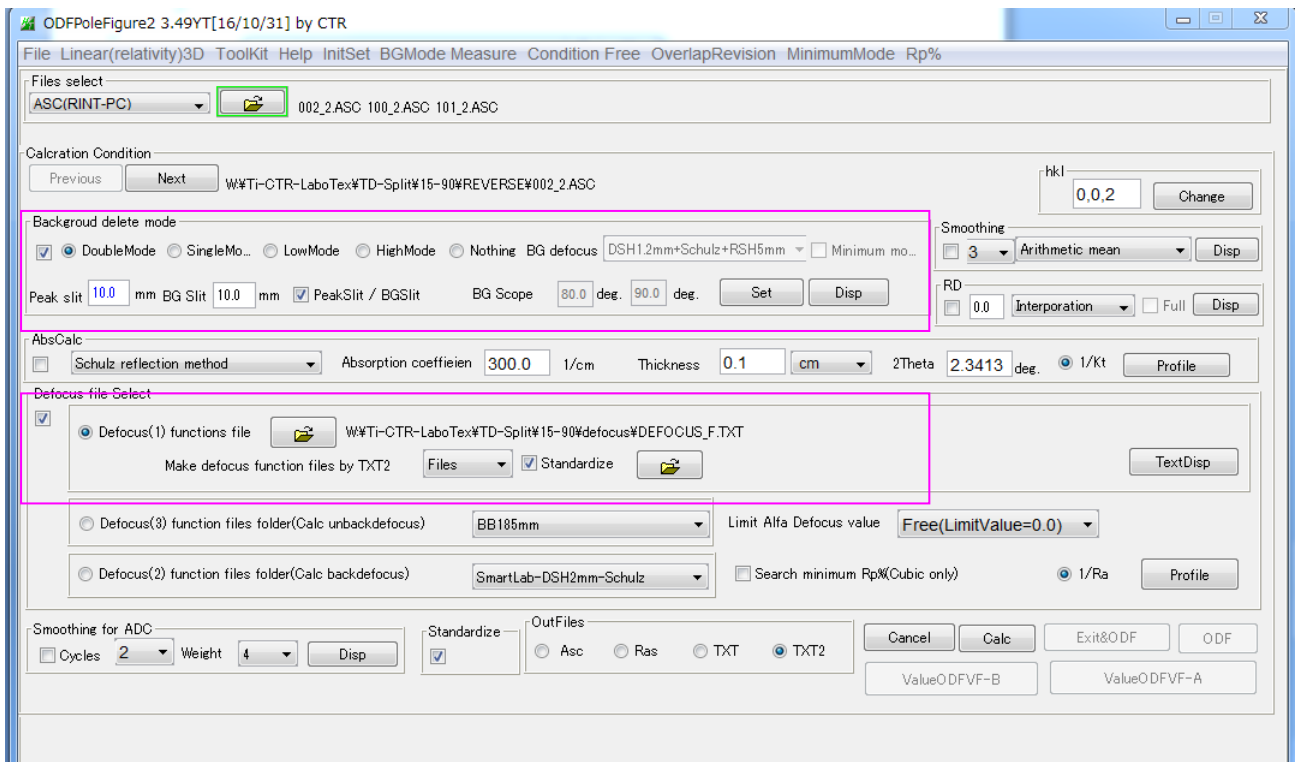 ODFPoleFigure2 3.49YT[16/10/31] by CTR
File Linear(relativity)3D ToolKit Help InitSet BGMode Measure Condition Free OverlapRevision MinimumMode Rp%
Files select
ASC(RINT-PC) 002_2.ASC 100_2.ASC 101_2.ASC
Calcration Condition
Previous Next W:¥Ti-CTR-LaboTex¥TD-Split¥15-90¥REVERSE¥002_2.ASC
hkl
0,0,2 Change
Backgroud delete mode
DoubleMode SingleMo... LowMode HighMode Nothing BG defocus DSH1.2mm+Schulz+RSH5mm Minimum mo...
Peak slit 10.0 mm BG Slit 10.0 mm PeakSlit / BGSlit BG Scope 80.0 deg. 90.0 deg. Set Disp
Smoothing
3 Arithmetic mean Disp
RD
0.0 Interporation Full Disp
AbsCalc
Schulz reflection method Absorption coeffieien 300.0 1/cm Thickness 0.1 cm 2Theta 2.3413 deg. 1/Kt Profile
Defocus file Select
Defocus(1) functions file W:¥Ti-CTR-LaboTex¥TD-Split¥15-90¥defocus¥DEFOCUS_F.TXT
Make defocus function files by TXT2 Files Standardize
TextDisp
Defocus(3) function files folder(Calc unbackdefocus) BB185mm Limit Alfa Defocus value Free(LimitValue=0.0)
Defocus(2) function files folder(Calc backdefocus) SmartLab-DSH2mm-Schulz Search minimum Rp%(Cubic only) 1/Ra Profile
Smoothing for ADC
Cycles 2 Weight 4 Disp
Standardize
OutFiles
Asc Ras TXT TXT2
Cancel Calc Exit&ODF ODF
ValueODFVF-B ValueODFVF-A